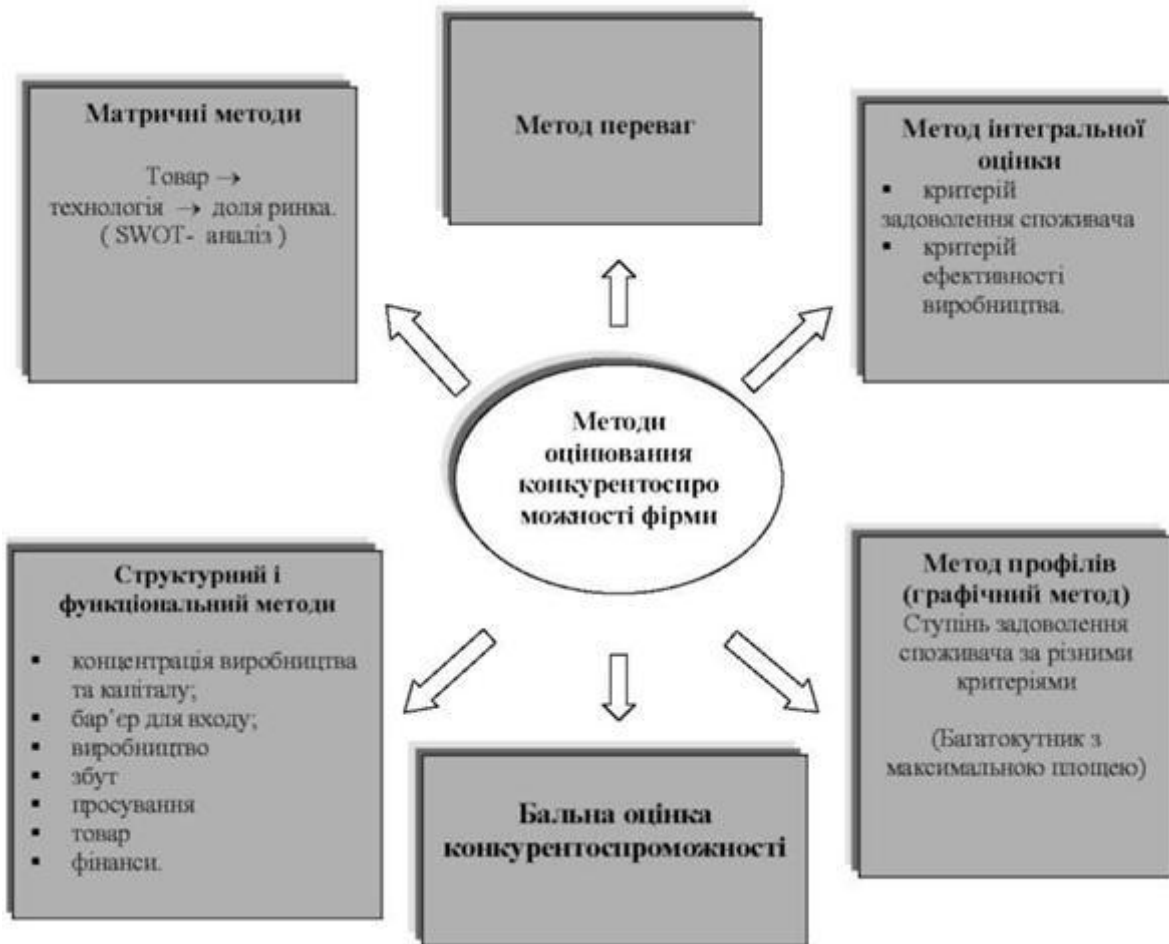 Матричні методи
Товар →
технологія → доля ринка.
( SWOT- аналіз )
Метод переваг
Метод інтегральної
оцінки
▪ критерій
задоволення споживача
▪ критерій
ефективності
виробництва.
Методи
оцінювання
конкурентоспро
можності фірми
Структурний і
функціональний методи
▪ концентрація виробництва
та капіталу;
▪ бар’єр для входу;
▪ виробництво
▪ збут
▪ просування
▪ товар
▪ фінанси.
Бальна оцінка
конкурентоспроможності
Метод профілів
(графічний метод)
Ступінь задоволення
споживача за різними
критеріями
(Багатокутник з
максимальною площею)